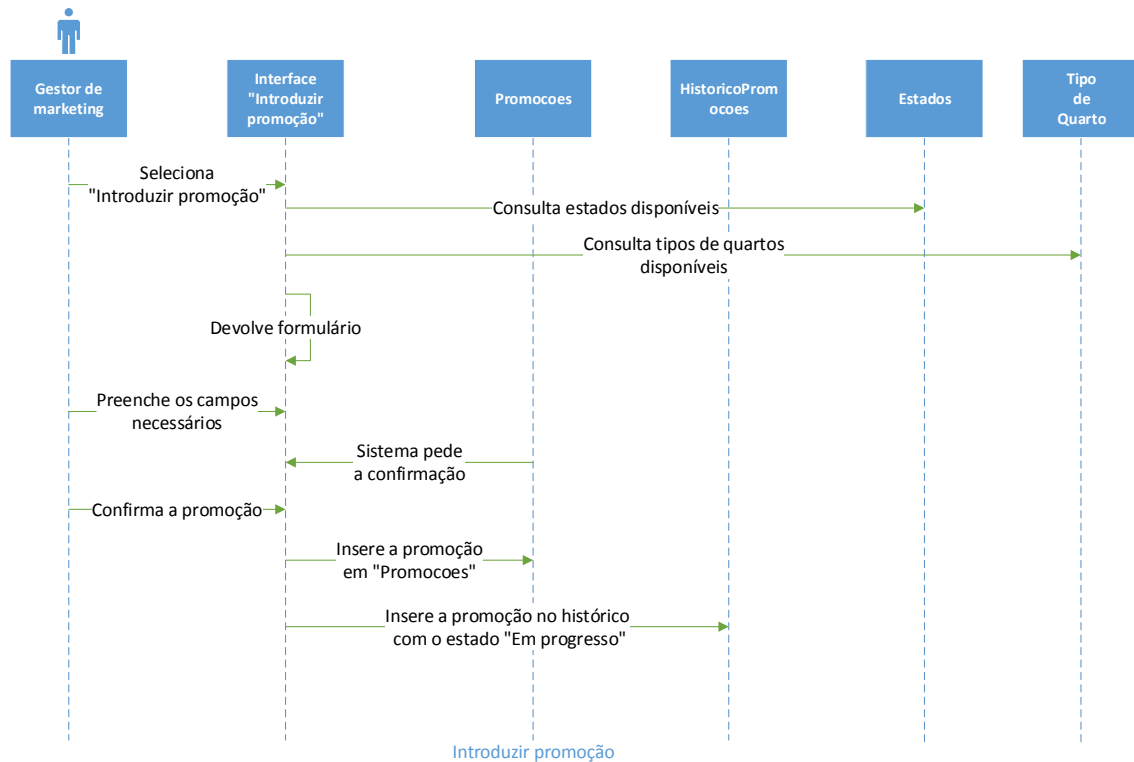 Gestor de
marketing
Interface
"Introduzir
promoção"
Promocoes
HistoricoProm
ocoes
Estados
Tipo
de
Quarto
Seleciona
"Introduzir promoção"
Consulta estados disponíveis
Consulta tipos de quartos
disponíveis
Devolve formulário
Preenche os campos
necessários
Sistema pede
a confirmação
Confirma a promoção
Insere a promoção
em "Promocoes"
Insere a promoção no histórico
com o estado "Em progresso"
Introduzir promoção